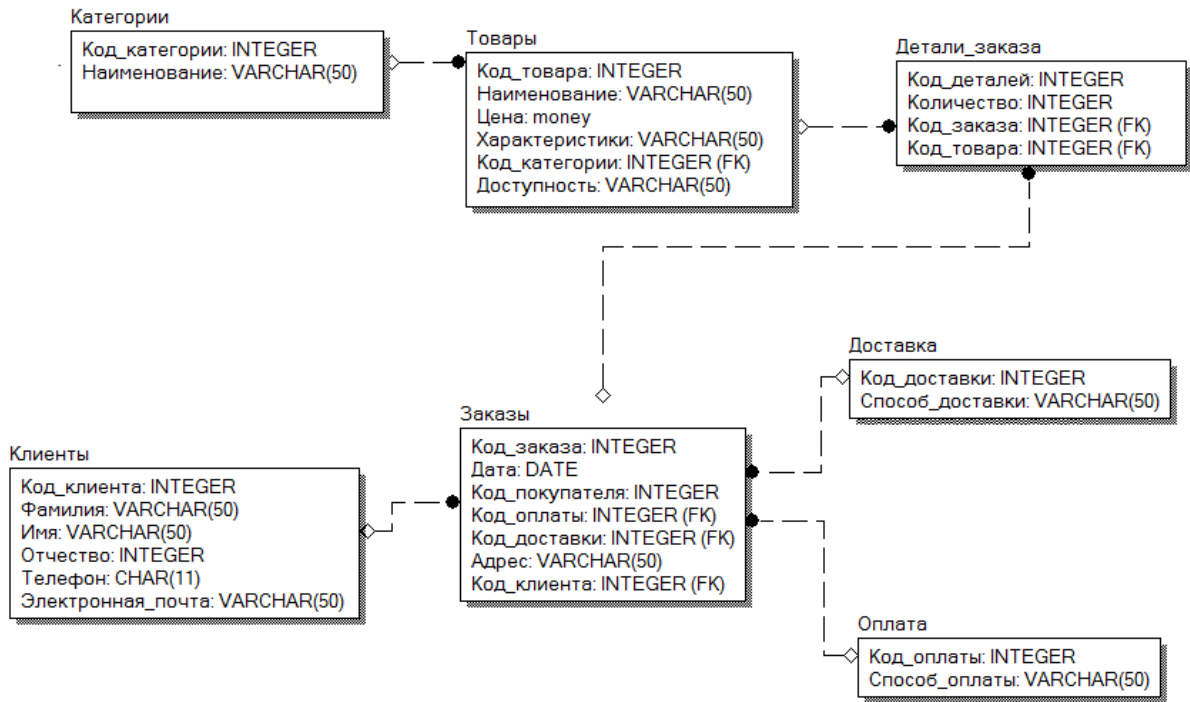 Категории
Код_категории: INTEGER
Наименование: VARCHAR(50)
Товары
Код_товара: INTEGER
Наименование: VARCHAR(50)
Цена: money
Характеристики: VARCHAR(50)
Код_категории: INTEGER (FK)
Доступность: VARCHAR(50)
Детали_заказа
Код_деталей: INTEGER
Количество: INTEGER
Код_заказа: INTEGER (FK)
Код_товара: INTEGER (FK)
Доставка
Код_доставки: INTEGER
Способ_доставки: VARCHAR(50)
Заказы
Код_заказа: INTEGER
Дата: DATE
Код_покупателя: INTEGER
Код_оплаты: INTEGER (FK)
Код_доставки: INTEGER (FK)
Адрес: VARCHAR(50)
Код_клиента: INTEGER (FK)
Клиенты
Код_клиента: INTEGER
Фамилия: VARCHAR(50)
Имя: VARCHAR(50)
Отчество: INTEGER
Телефон: CHAR(11)
Электронная_почта: VARCHAR(50)
Оплата
Код_оплаты: INTEGER
Способ_оплаты: VARCHAR(50)